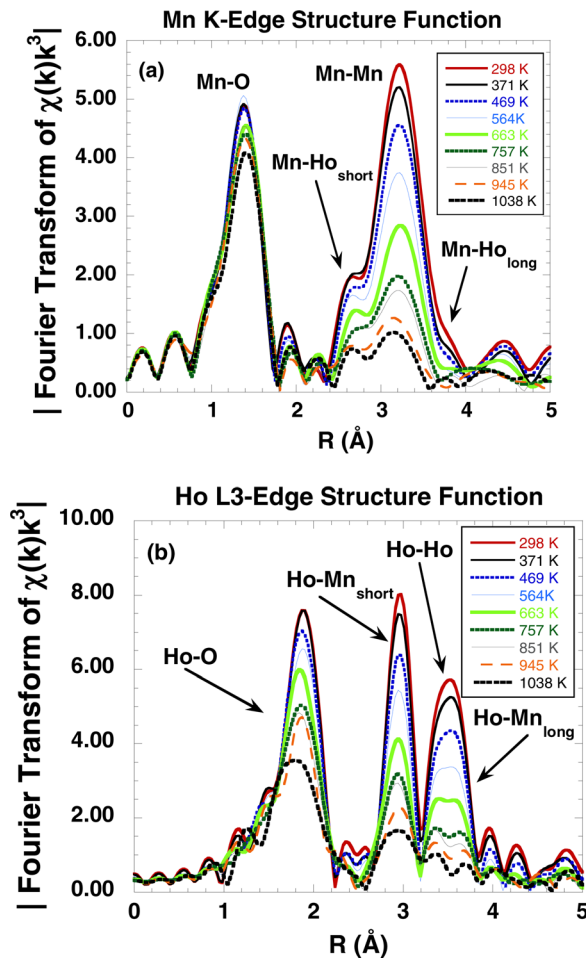 Mn K-Edge Structure Function
| Fourier Transform of χ(k)k³|
6.00
5.00
4.00
3.00
2.00
1.00
0.00
(a)
Mn-O
Mn-Mn
Mn-Ho short
Mn-Ho long
298 K
371 K
469 K
564K
663 K
757 K
851 K
945 K
1038 K
0 1 2 3 4 5
R (Å)
Ho L3-Edge Structure Function
| Fourier Transform of χ(k)k³|
10.00
8.00
6.00
4.00
2.00
0.00
(b)
Ho-Ho
Ho-Mn short
Ho-O
Ho-Mn long
298 K
371 K
469 K
564K
663 K
757 K
851 K
945 K
1038 K
0 1 2 3 4 5
R (Å)